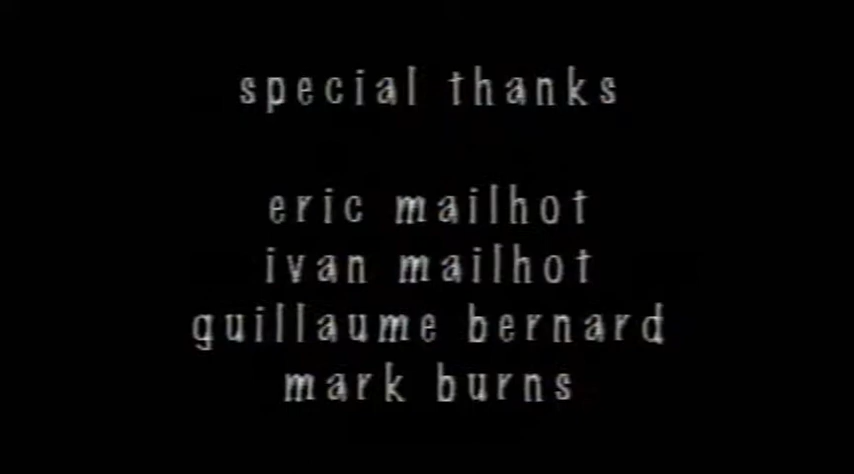 special thanks
eric mailhot
ivan mailhot
guillaume bernard
mark burns